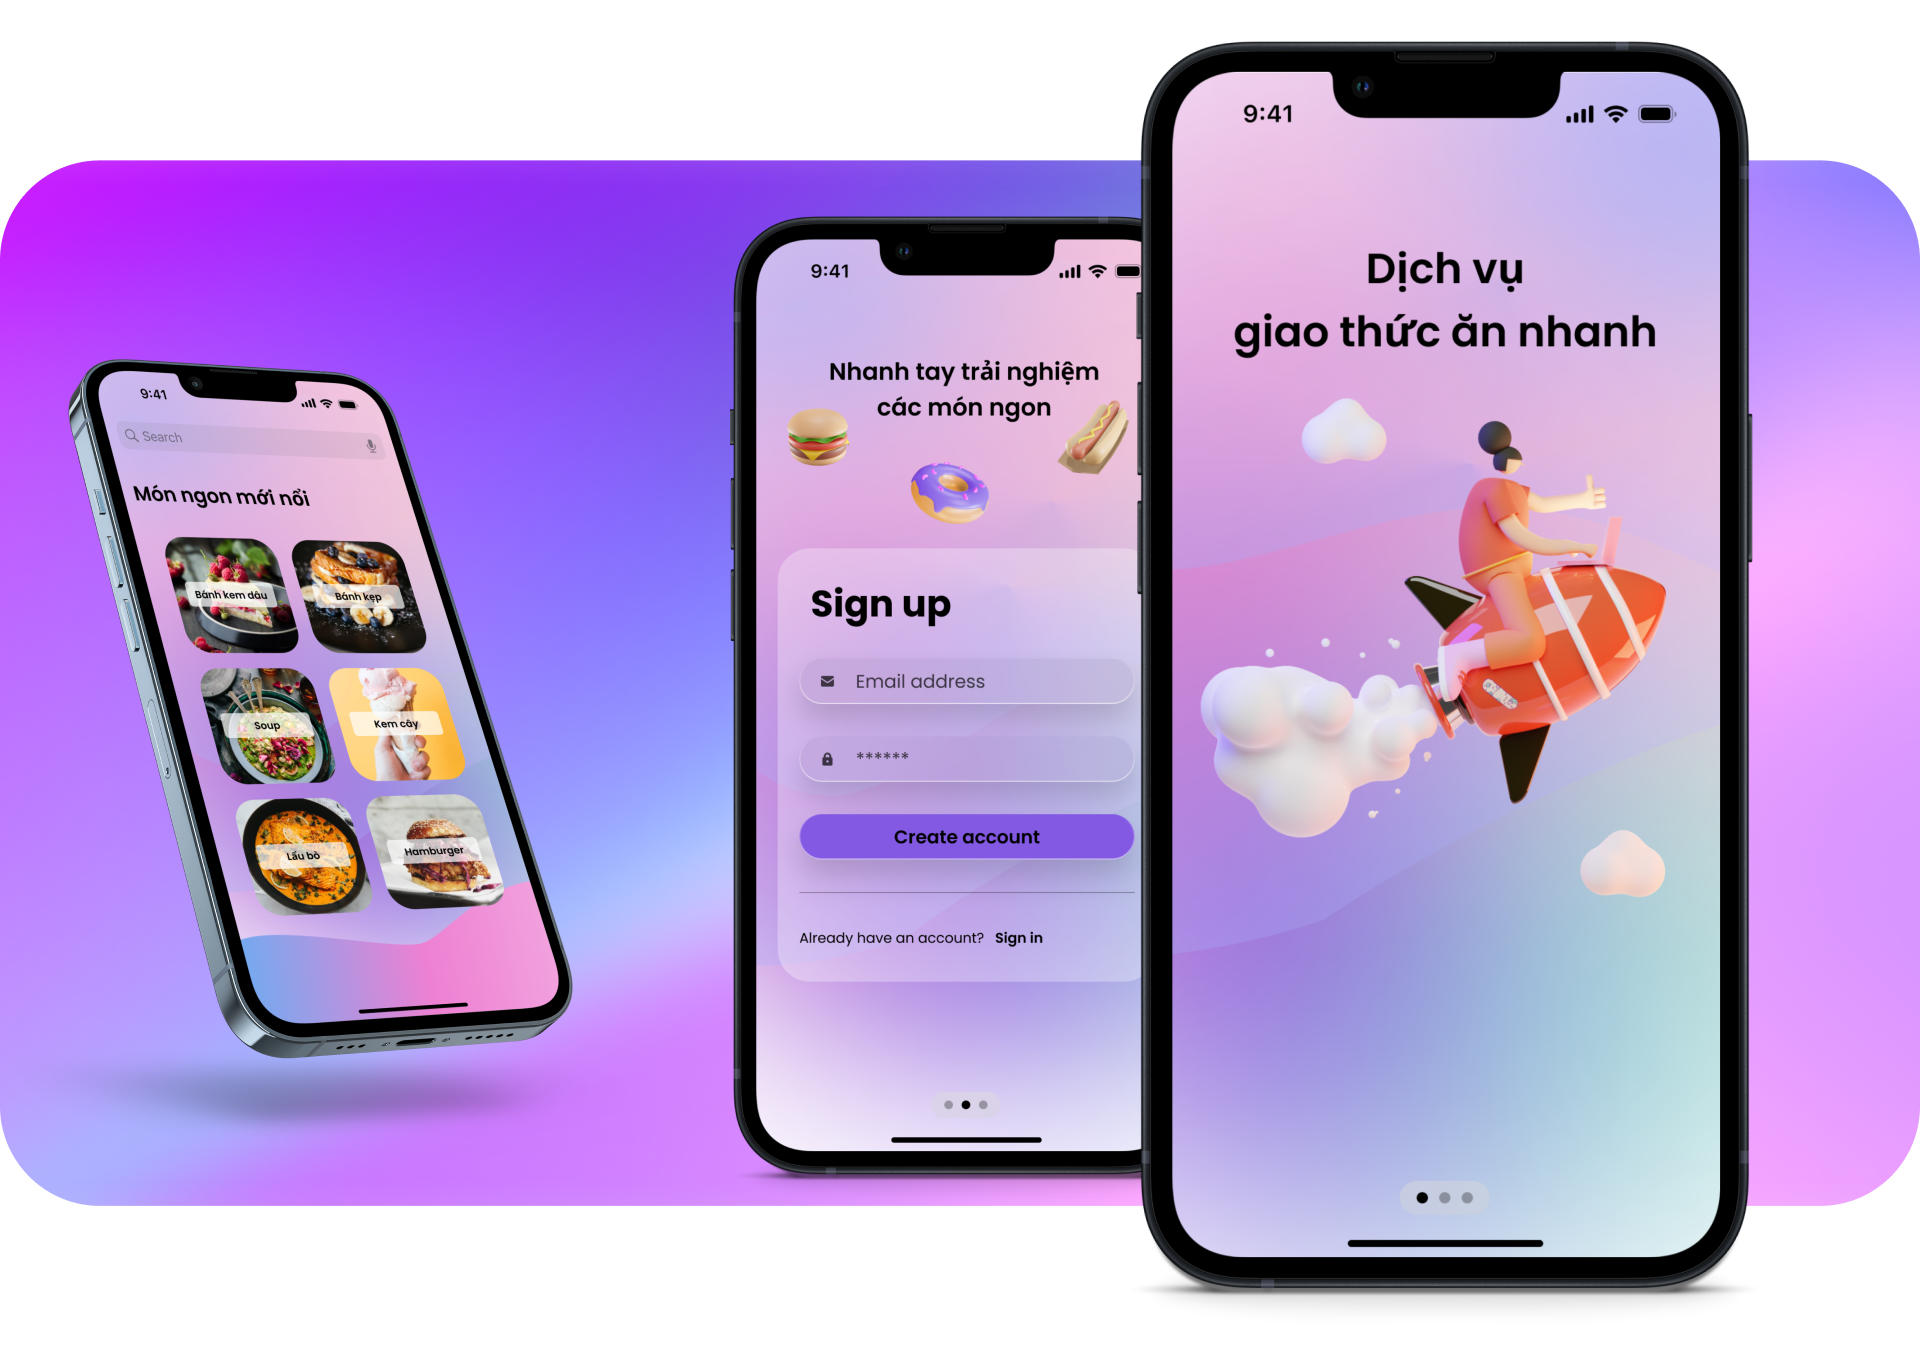 9:41
Search
Món ngon mới nổi
Bánh kem dâu
Bánh kẹp
Soup
Kem cây
Lẩu bò
Hamburger
9:41
Nhanh tay trải nghiệm
các món ngon
Sign up
Email address
******
Create account
Already have an account? Sign in
9:41
Dịch vụ
giao thức ăn nhanh